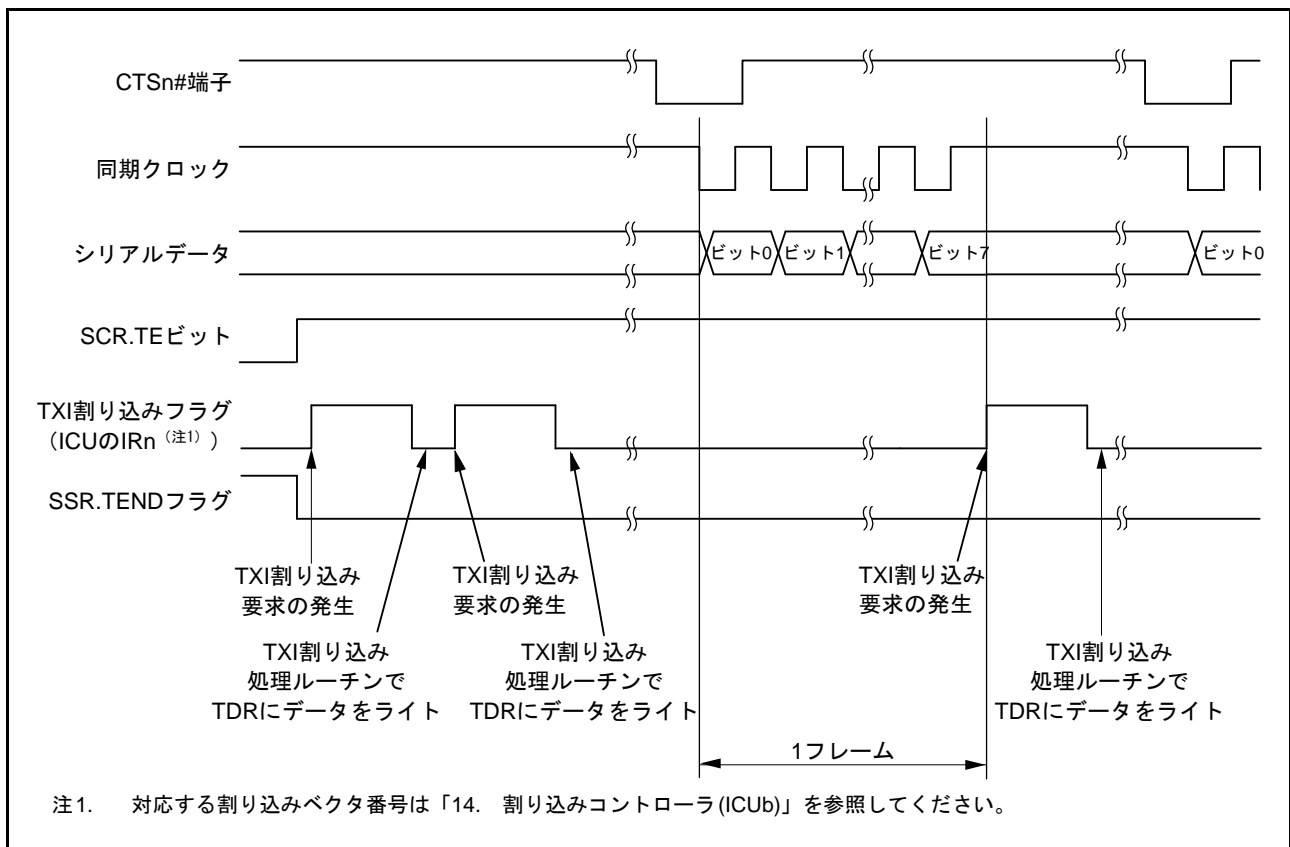 CTSn#端子
同期クロック
シリアルデータ
ビット0
ビット1
ビット7
ビット0
SCR.TEビット
TXI割り込みフラグ
（ICUのIRn（注1））
SSR.TENDフラグ
TXI割り込み
要求の発生
TXI割り込み
要求の発生
TXI割り込み
要求の発生
TXI割り込み
処理ルーチンで
TDRにデータをライト
TXI割り込み
処理ルーチンで
TDRにデータをライト
TXI割り込み
処理ルーチンで
TDRにデータをライト
1フレーム
注1. 対応する割り込みベクタ番号は「14. 割り込みコントローラ(ICUb)」を参照してください。